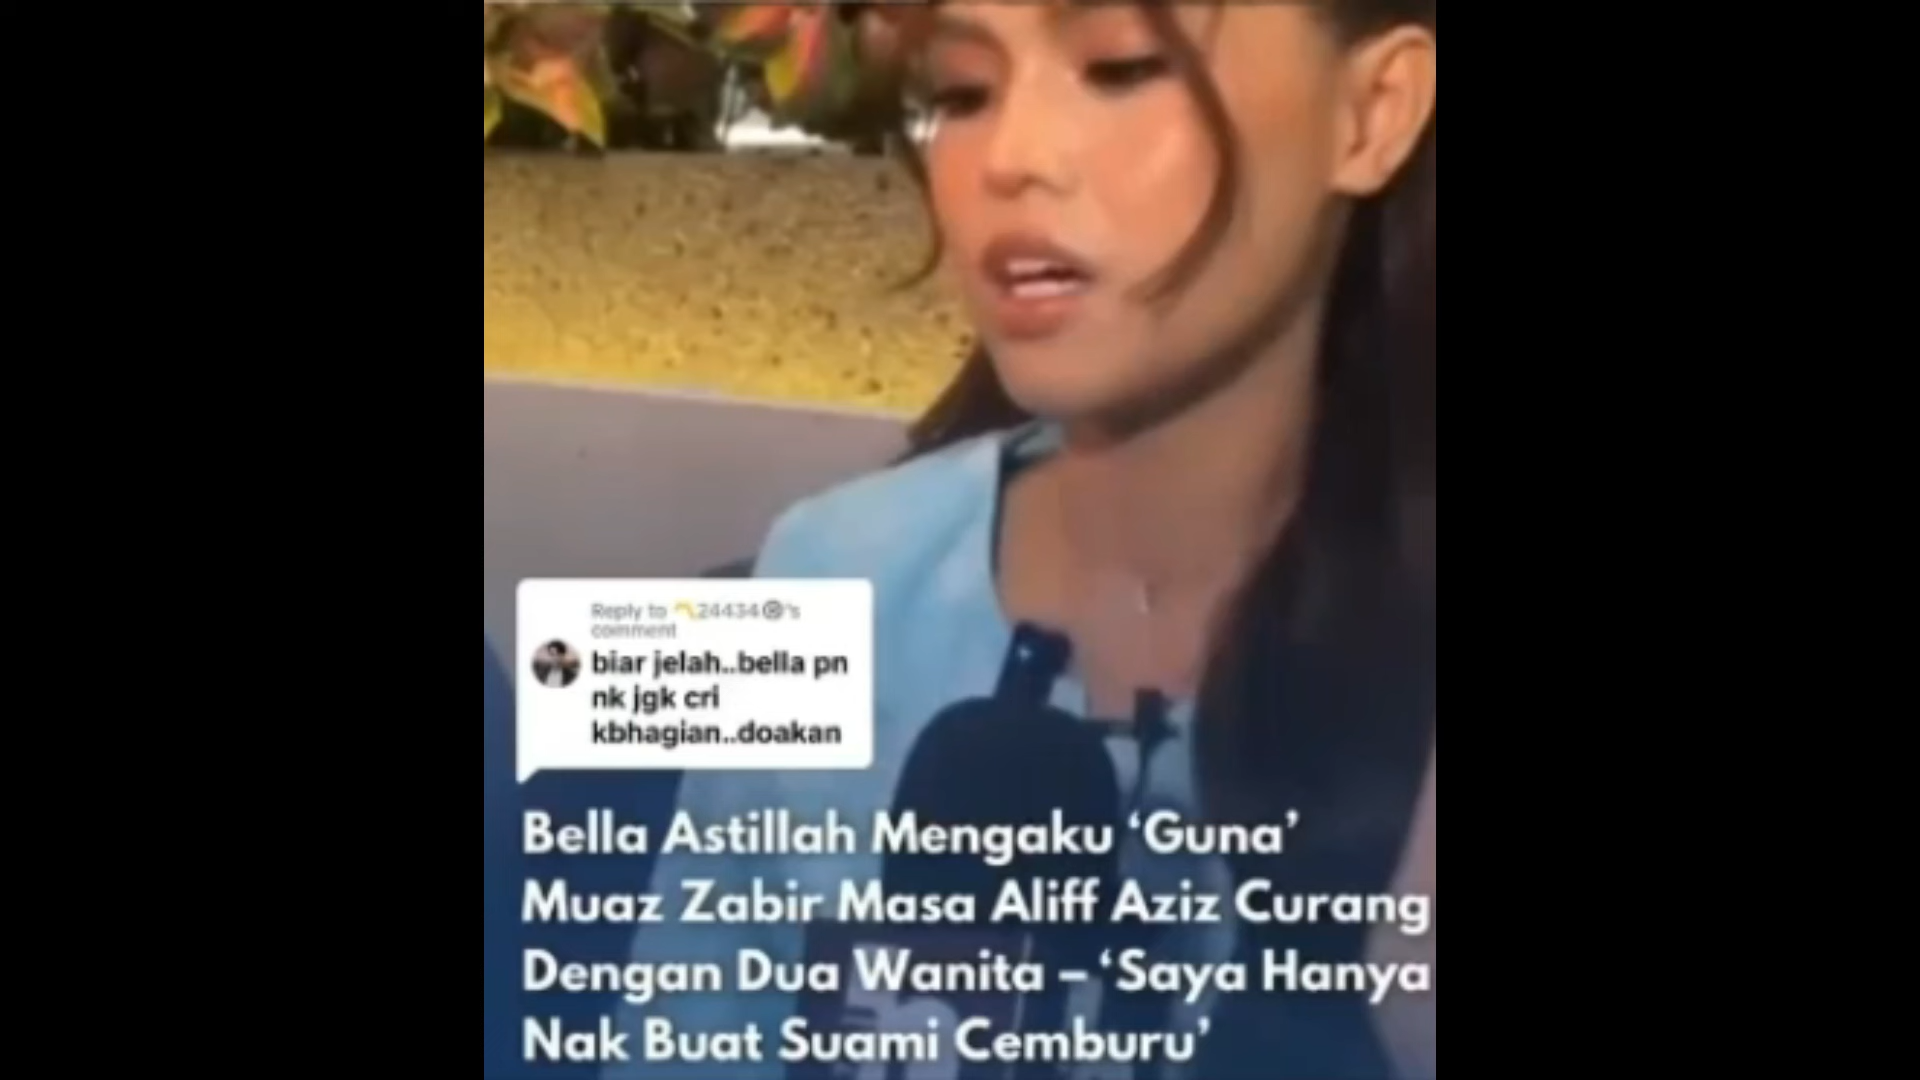 Reply to 24434's
comment
biar jelah..bella pn
nk jgk cri
kbhagian..doakan
Bella Astillah Mengaku ‘Guna’
Muaz Zabir Masa Aliff Aziz Curang
Dengan Dua Wanita – ‘Saya Hanya
Nak Buat Suami Cemburu’